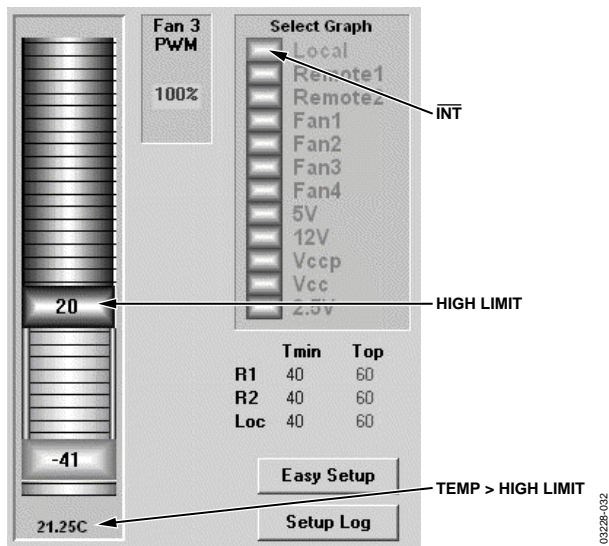 Fan 3
PWM
100%
Select Graph
Local
Remote1
Remote2
Fan1
Fan2
Fan3
Fan4
5V
12V
Vccp
Vcc
2.5V
INT
20
HIGH LIMIT
Tmin Top
R1 40 60
R2 40 60
Loc 40 60
-41
Easy Setup
TEMP > HIGH LIMIT
21.25C
Setup Log
03228-032